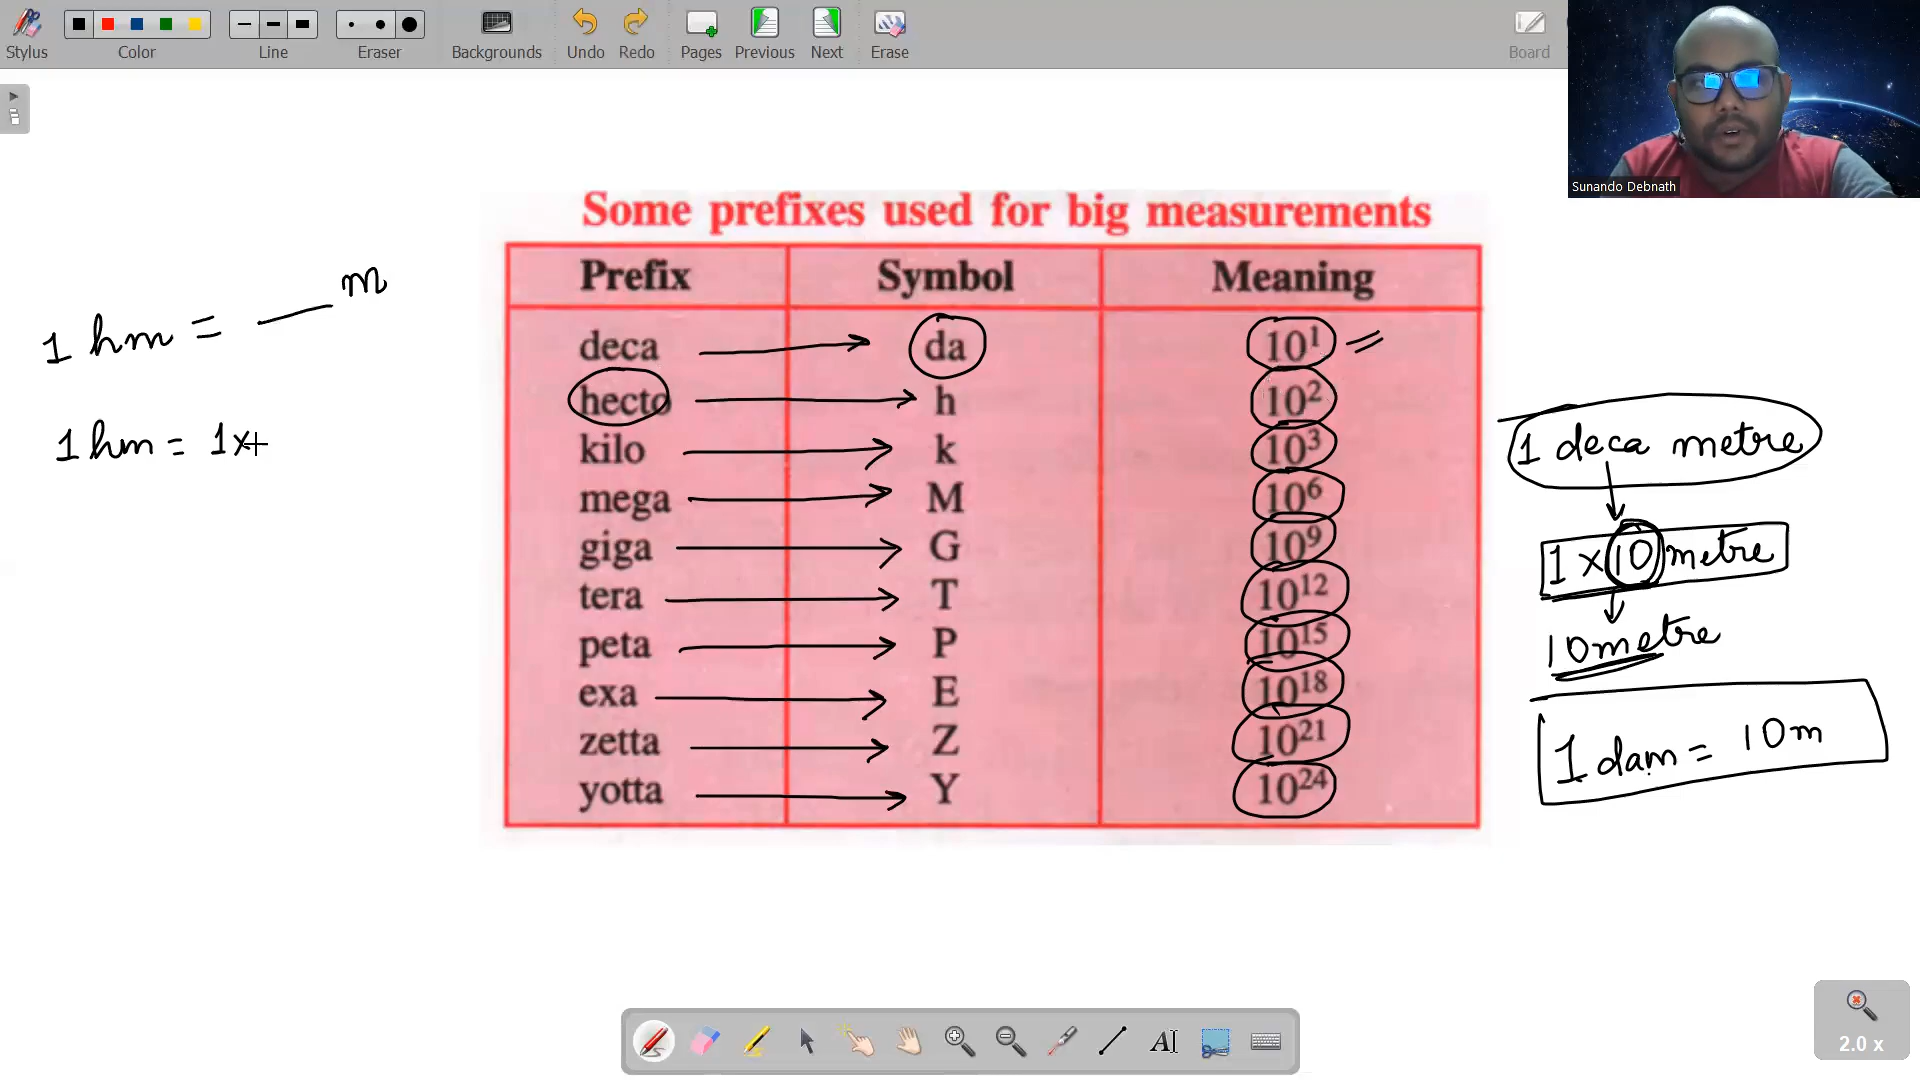 Stylus Color Line Eraser Backgrounds Undo Redo Pages Previous Next Erase Board
Sunando Debnath
Some prefixes used for big measurements
Prefix Symbol Meaning
deca da 10¹
hecto h 10²
kilo k 10³
mega M 10⁶
giga G 10⁹
tera T 10¹²
peta P 10¹⁵
exa E 10¹⁸
zetta Z 10²¹
yotta Y 10²⁴
1 hm = ___ m
1 hm = 1×
1 deca metre
1 × 10 metre
10 metre
1 dam = 10 m
2.0 x